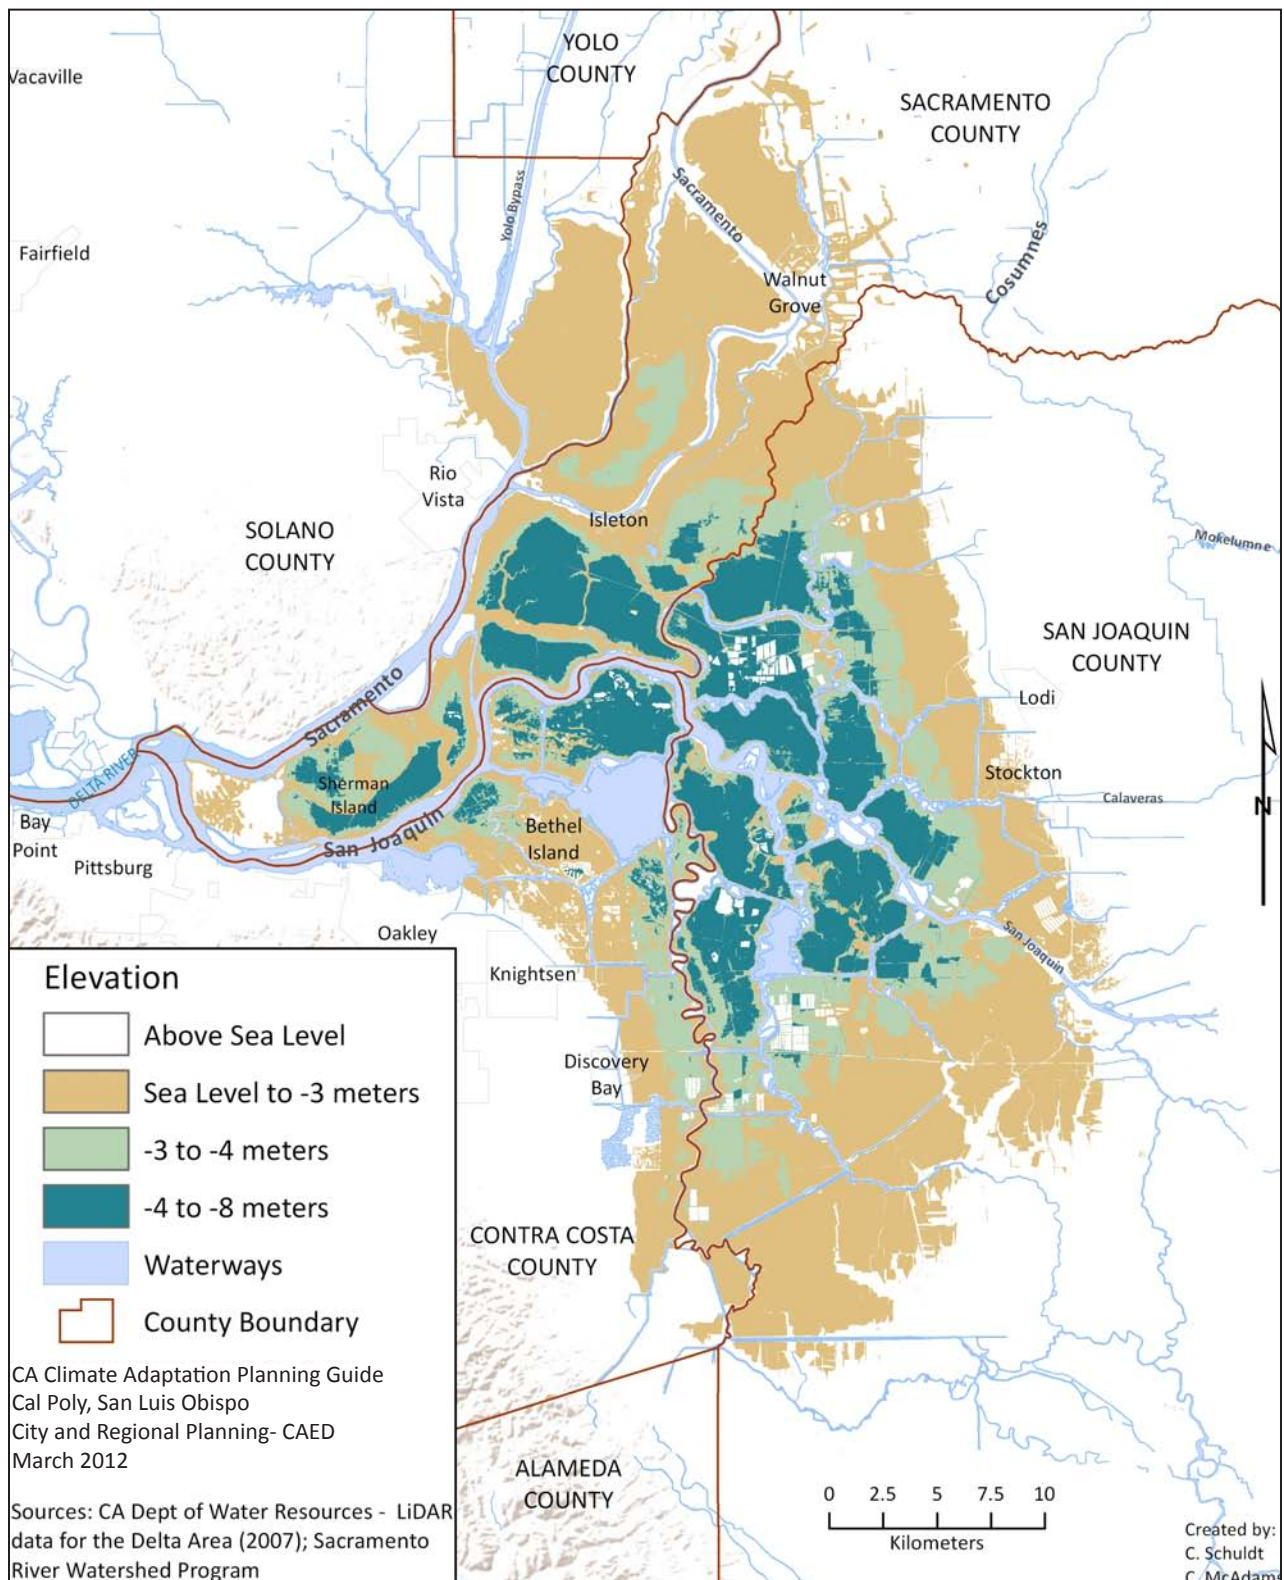 YOLO
COUNTY
Vacaville
SACRAMENTO
COUNTY
Yolo Bypass
Sacramento
Cosumnes
Fairfield
Walnut
Grove
Rio
Vista
Isleton
SOLANO
COUNTY
Mokelumne
SAN JOAQUIN
COUNTY
Lodi
Sacramento
DELTA RIVER
Sherman
Island
Stockton
Calaveras
N
Bay
Point
Pittsburg
San Joaquin
Bethel
Island
Oakley
Knightsen
San Joaquin
Discovery
Bay
CONTRA COSTA
COUNTY
ALAMEDA
COUNTY
Elevation
Above Sea Level
Sea Level to -3 meters
-3 to -4 meters
-4 to -8 meters
Waterways
County Boundary
CA Climate Adaptation Planning Guide
Cal Poly, San Luis Obispo
City and Regional Planning- CAED
March 2012
Sources: CA Dept of Water Resources - LiDAR
data for the Delta Area (2007); Sacramento
River Watershed Program
0 2.5 5 7.5 10
Kilometers
Created by:
C. Schuldt
C. McAdams